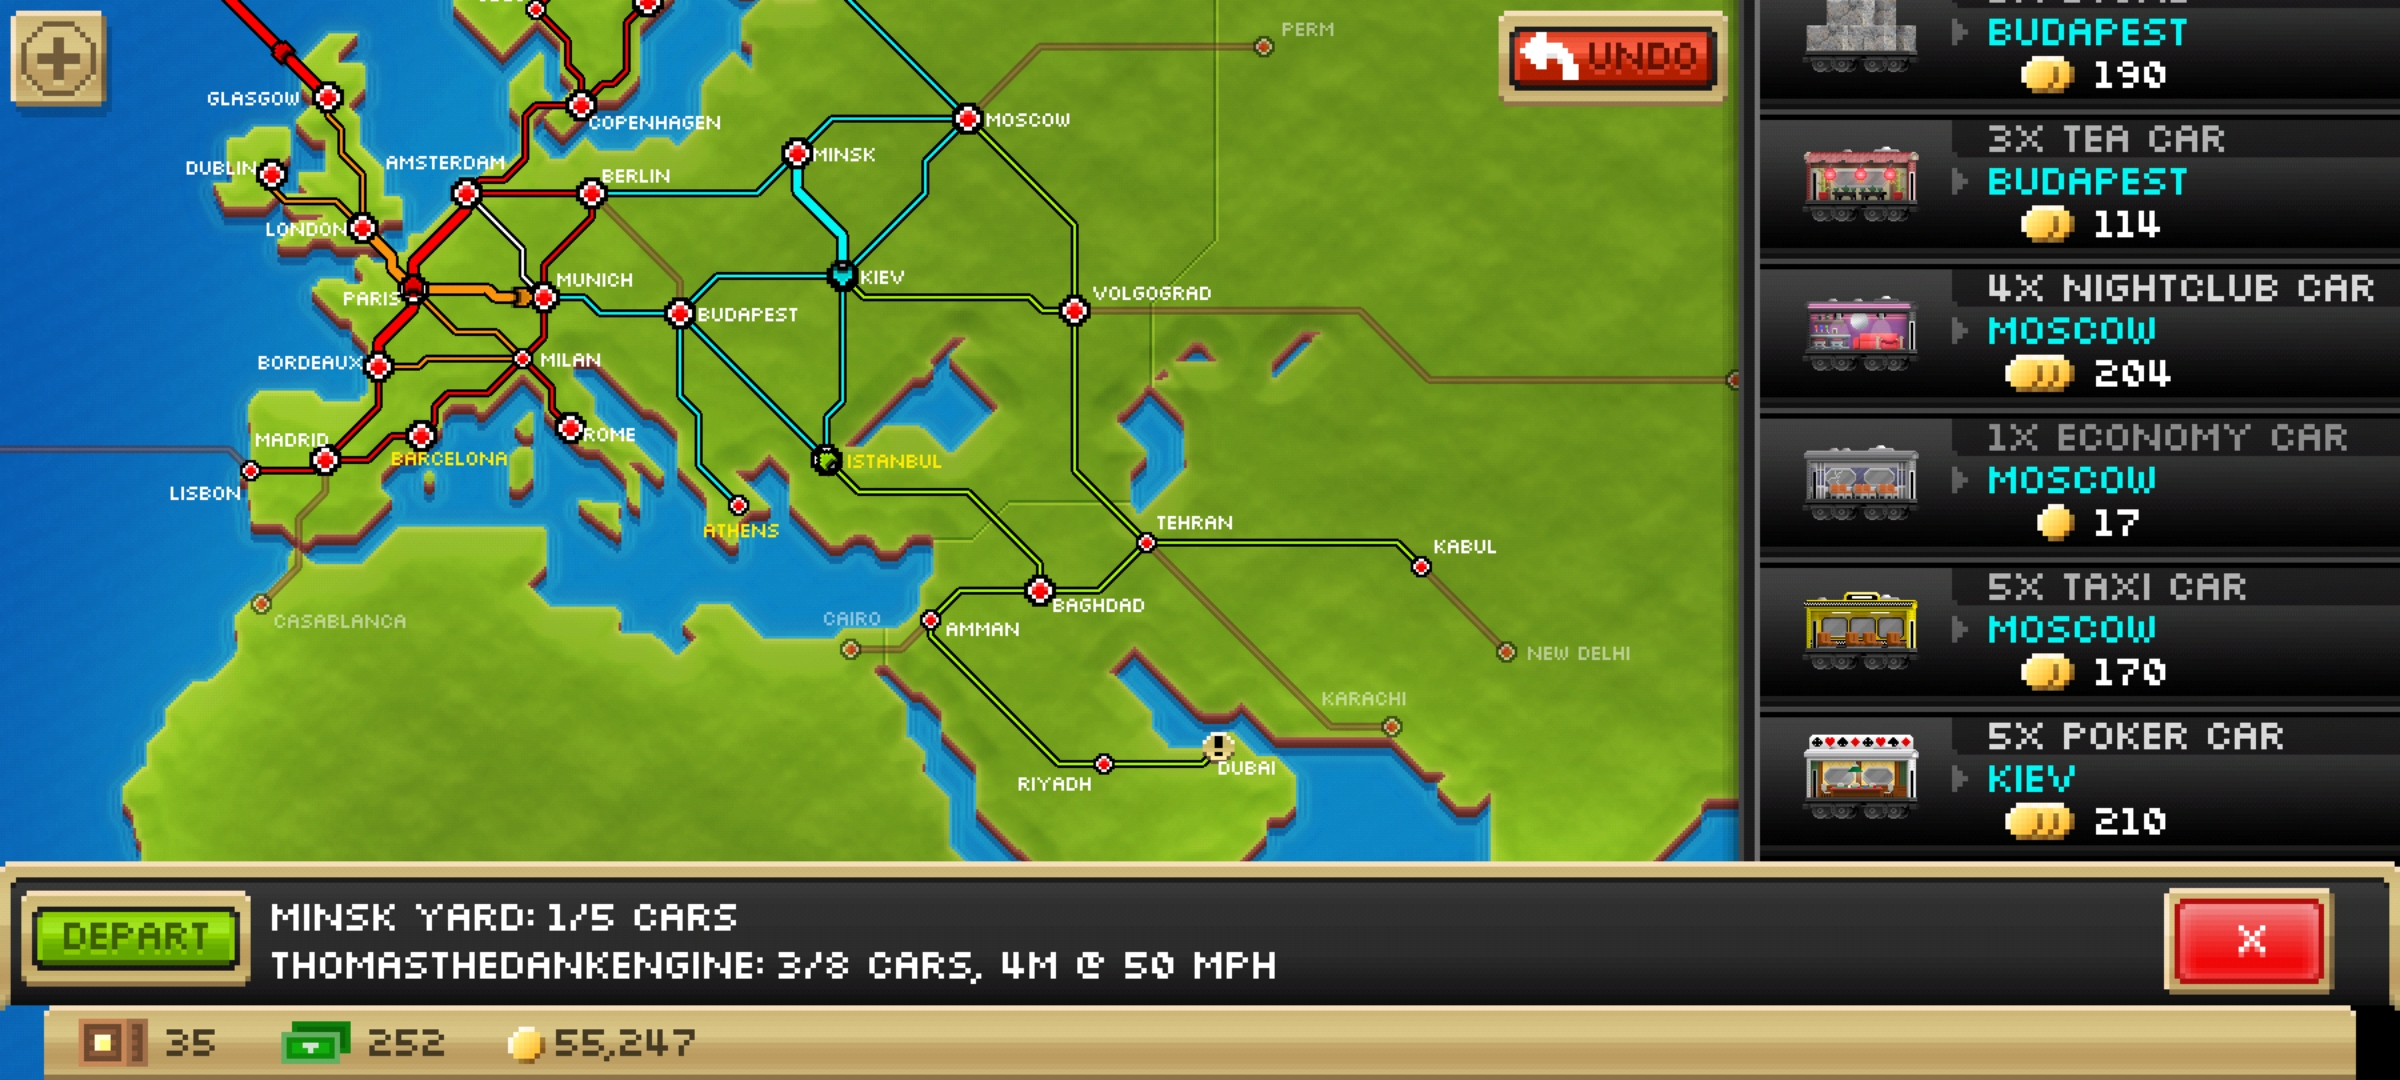 PERM
UNDO
GLASGOW
COPENHAGEN
MOSCOW
MINSK
DUBLIN
AMSTERDAM
BERLIN
LONDON
MUNICH
KIEV
PARIS
VOLGOGRAD
BUDAPEST
BORDEAUX
MILAN
MADRID
ROME
BARCELONA
ISTANBUL
LISBON
ATHENS
TEHRAN
KABUL
CASABLANCA
CAIRO
BAGHDAD
AMMAN
NEW DELHI
KARACHI
RIYADH
DUBAI
BUDAPEST
190
3X TEA CAR
BUDAPEST
114
4X NIGHTCLUB CAR
MOSCOW
204
1X ECONOMY CAR
MOSCOW
17
5X TAXI CAR
MOSCOW
170
5X POKER CAR
KIEV
210
DEPART
MINSK YARD: 1/5 CARS
THOMASTHEDANKENGINE: 3/8 CARS, 4M @ 50 MPH
X
35
252
55,247